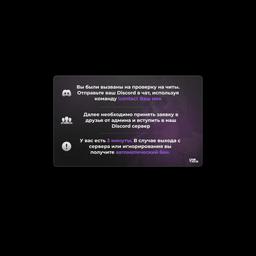 Вы были вызваны на проверку на читы.
Отправьте ваш Discord в чат, используя
команду \contact Ваш ник
Далее необходимо принять заявку в
друзья от админа и вступить в наш
Discord сервер
У вас есть 3 минуты. В случае выхода с
сервера или игнорирования вы
получите автоматический бан.